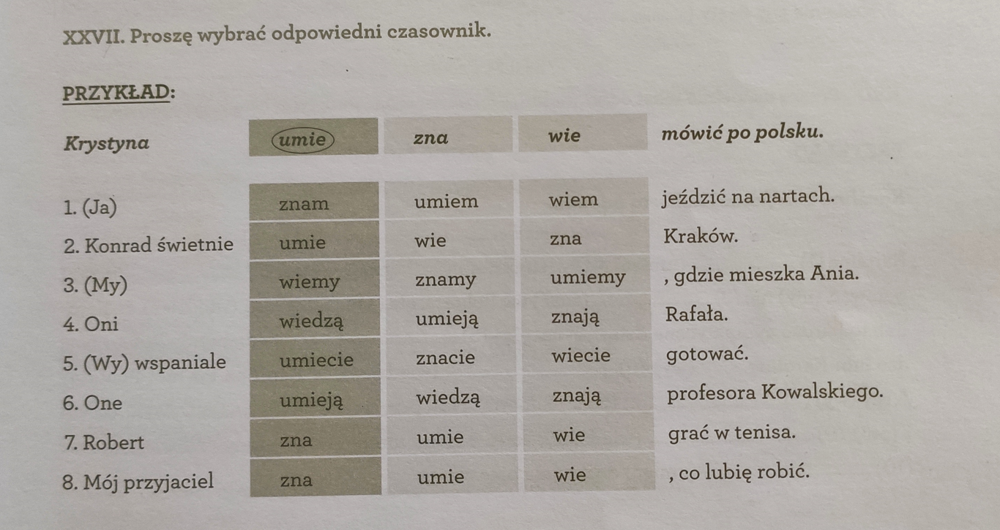 XXVII. Proszę wybrać odpowiedni czasownik.
PRZYKŁAD:
Krystyna umie zna wie mówić po polsku.
1. (Ja) znam umiem wiem jeździć na nartach.
2. Konrad świetnie umie wie zna Kraków.
3. (My) wiemy znamy umiemy , gdzie mieszka Ania.
4. Oni wiedzą umieją znają Rafała.
5. (Wy) wspaniale umiecie znacie wiecie gotować.
6. One umieją wiedzą znają profesora Kowalskiego.
7. Robert zna umie wie grać w tenisa.
8. Mój przyjaciel zna umie wie , co lubię robić.